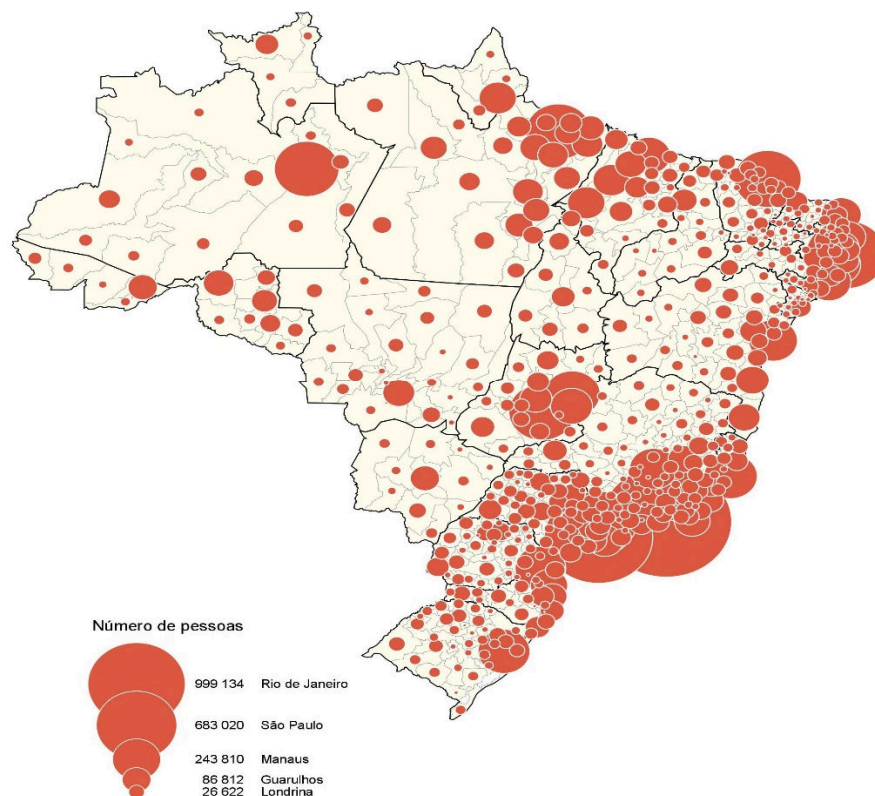 Número de pessoas
999 134 Rio de Janeiro
683 020 São Paulo
243 810 Manaus
86 812 Guarulhos
26 622 Londrina